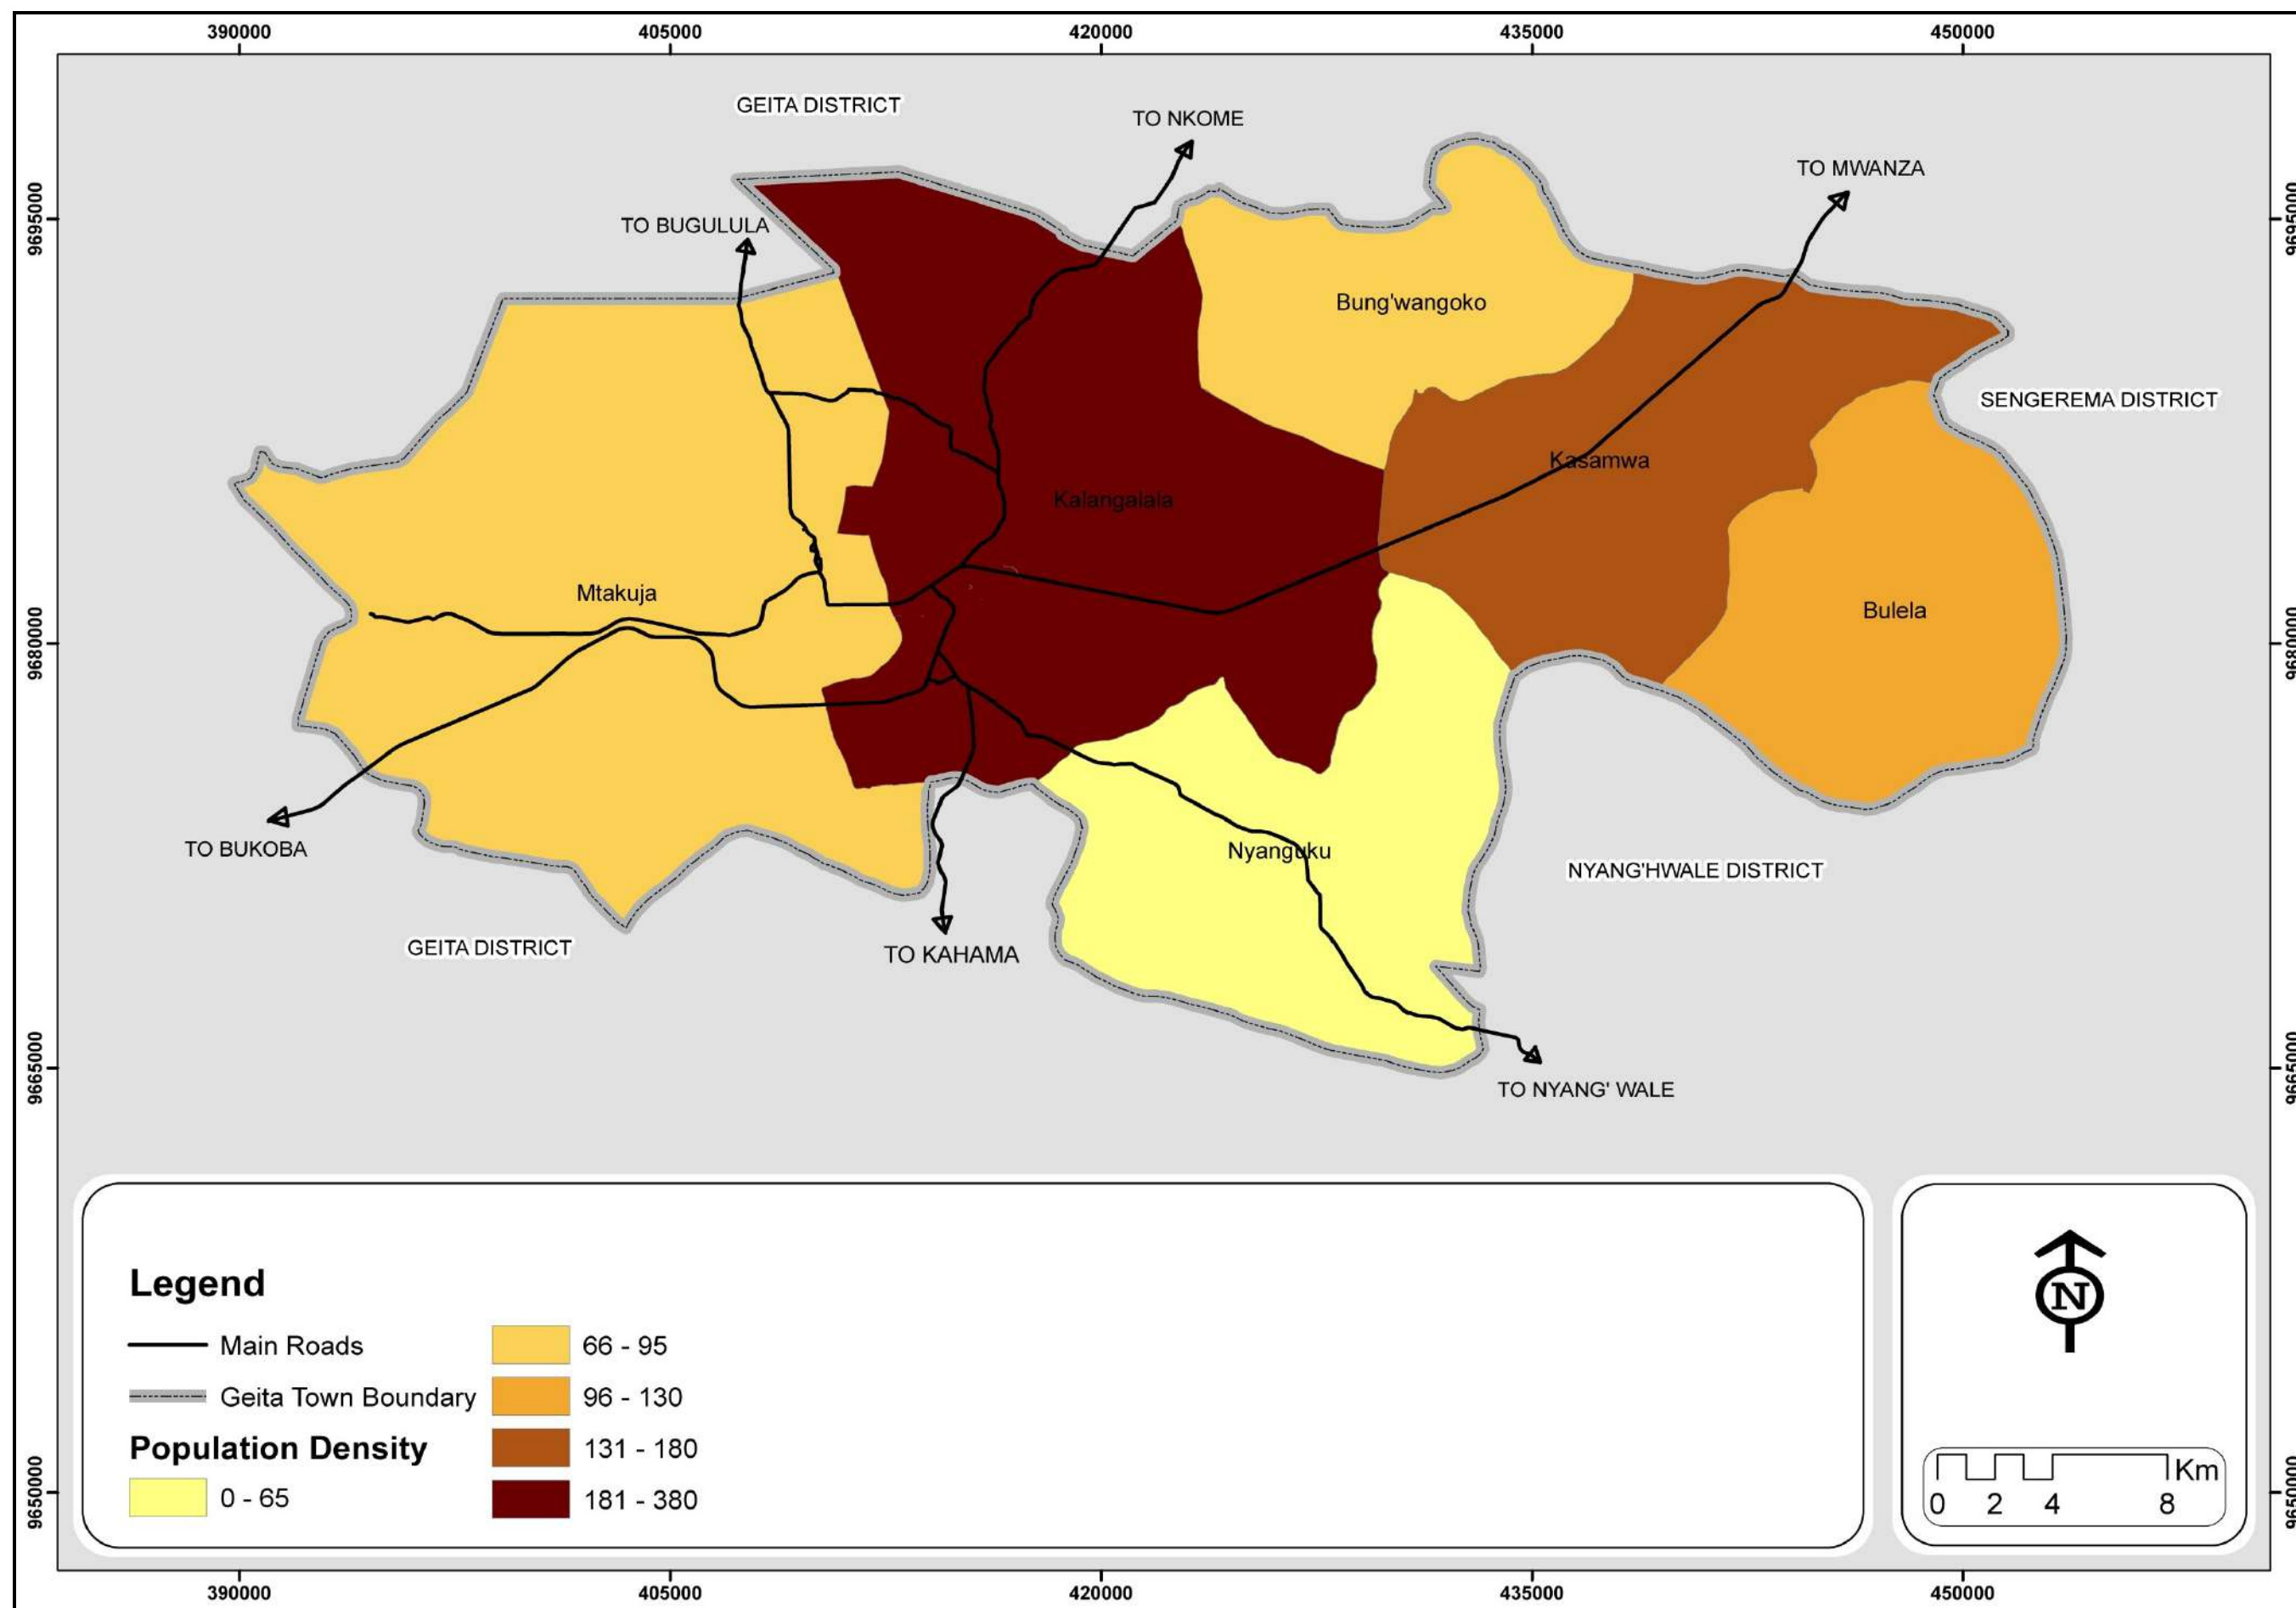 390000 405000 420000 435000 450000
GEITA DISTRICT
TO NKOME
TO MWANZA
9695000 9695000
TO BUGULULA
Bung'wangoko
SENGEREMA DISTRICT
Kasamwa
Kalangalala
Mtakuja
Bulela
9680000 9680000
TO BUKOBA
Nyanguku
NYANG'HWALE DISTRICT
GEITA DISTRICT
TO KAHAMA
9665000 9665000
TO NYANG' WALE
Legend
Main Roads
Geita Town Boundary
Population Density
0 - 65
66 - 95
96 - 130
131 - 180
181 - 380
N
Km
0 2 4 8
9650000 9650000
390000 405000 420000 435000 450000